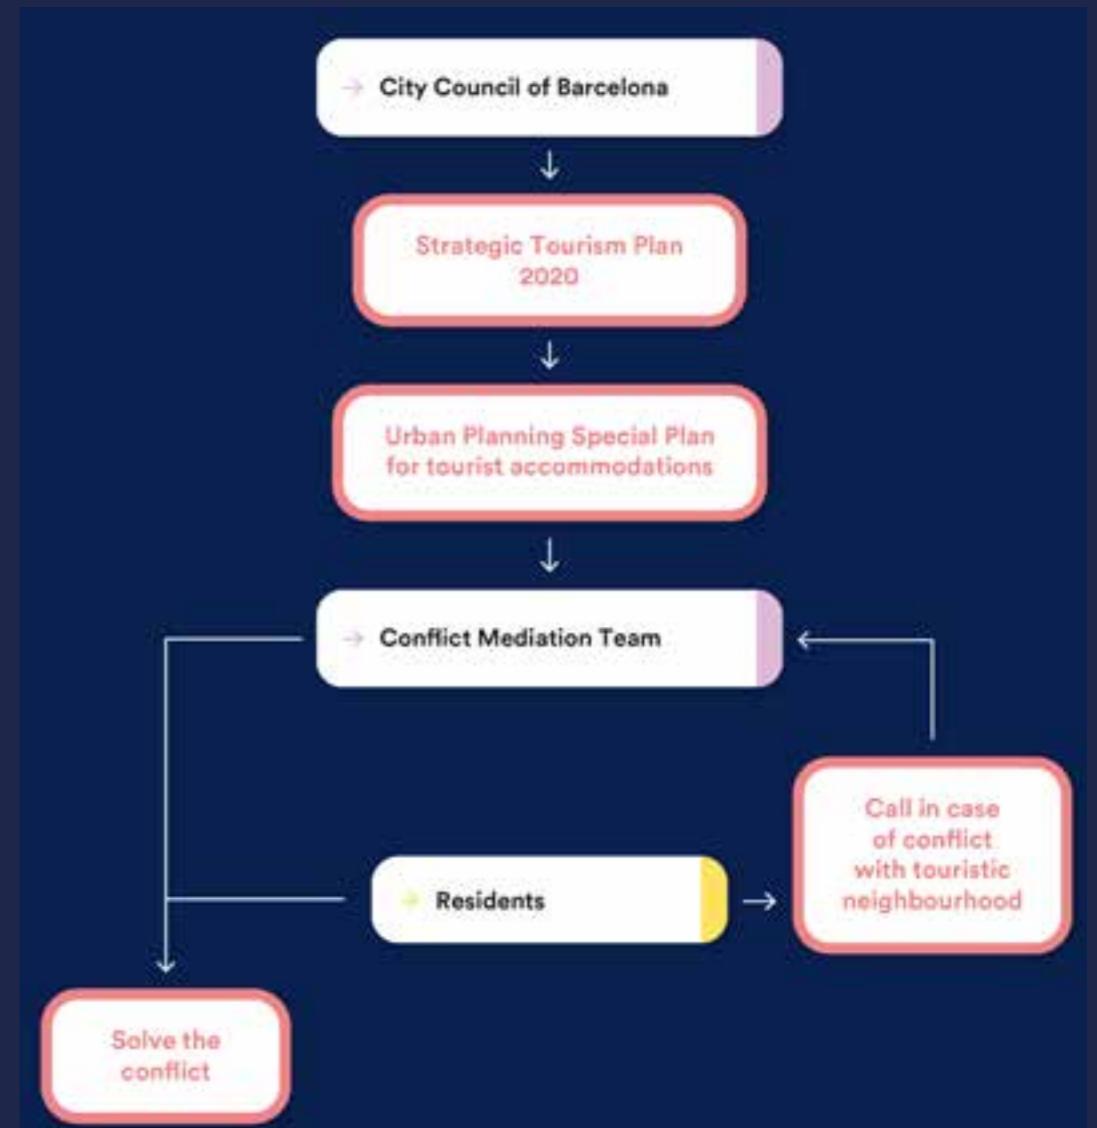 City Council of Barcelona
Strategic Tourism Plan
2020
Urban Planning Special Plan
for tourist accommodations
Conflict Mediation Team
Call in case
of conflict
with touristic
neighbourhood
Residents
Solve the
conflict